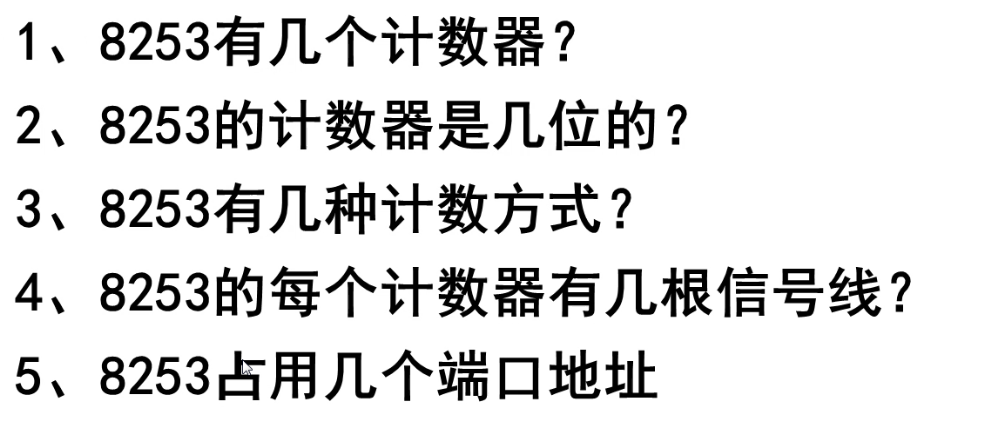 1、8253有几个计数器？
2、8253的计数器是几位的？
3、8253有几种计数方式？
4、8253的每个计数器有几根信号线？
5、8253占用几个端口地址